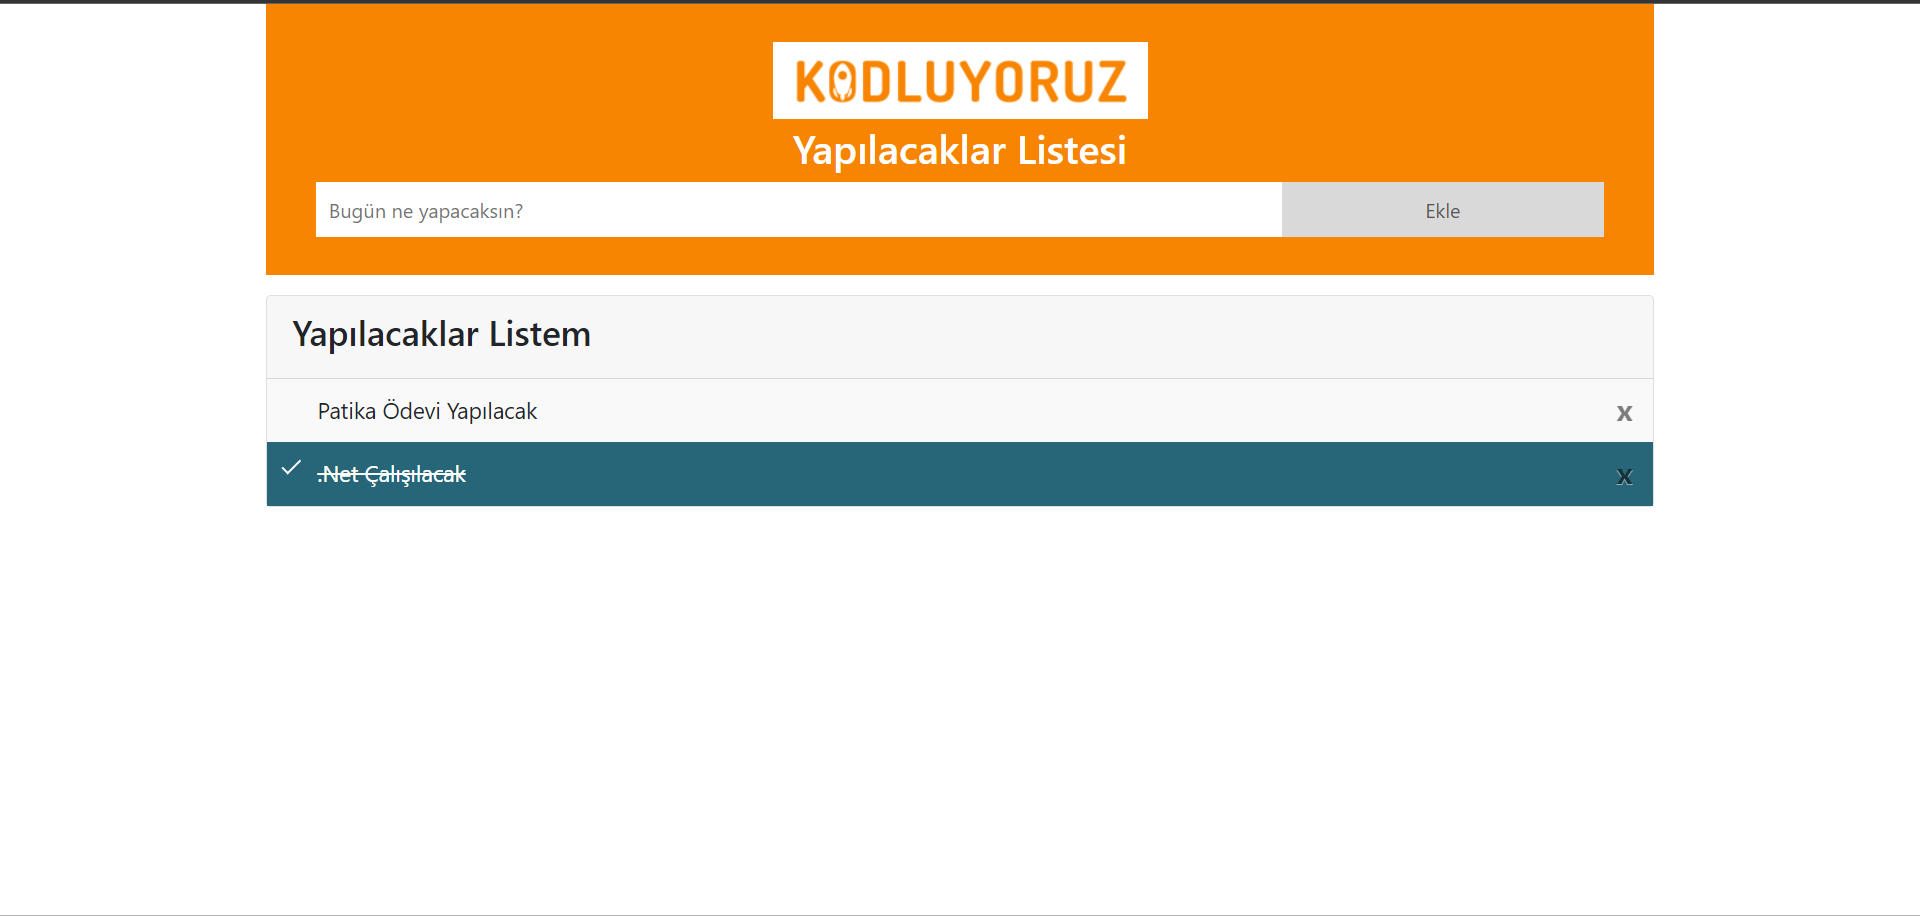 KODLUYORUZ
Yapılacaklar Listesi
Bugün ne yapacaksın?
Ekle
Yapılacaklar Listem
Patika Ödevi Yapılacak
x
.Net Çalışılacak
x